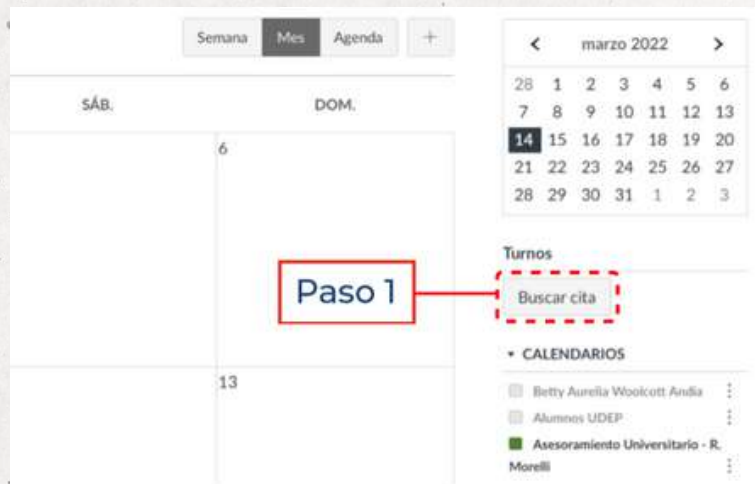 Semana Mes Agenda +
SÁB. DOM.
6
13
Paso 1
< marzo 2022 >
28 1 2 3 4 5 6
7 8 9 10 11 12 13
14 15 16 17 18 19 20
21 22 23 24 25 26 27
28 29 30 31 1 2 3
Turnos
Buscar cita
CALENDARIOS
Betty Aurelia Woolcott Andia
Alumnos UDEP
Asesoramiento Universitario - R.
Morelli